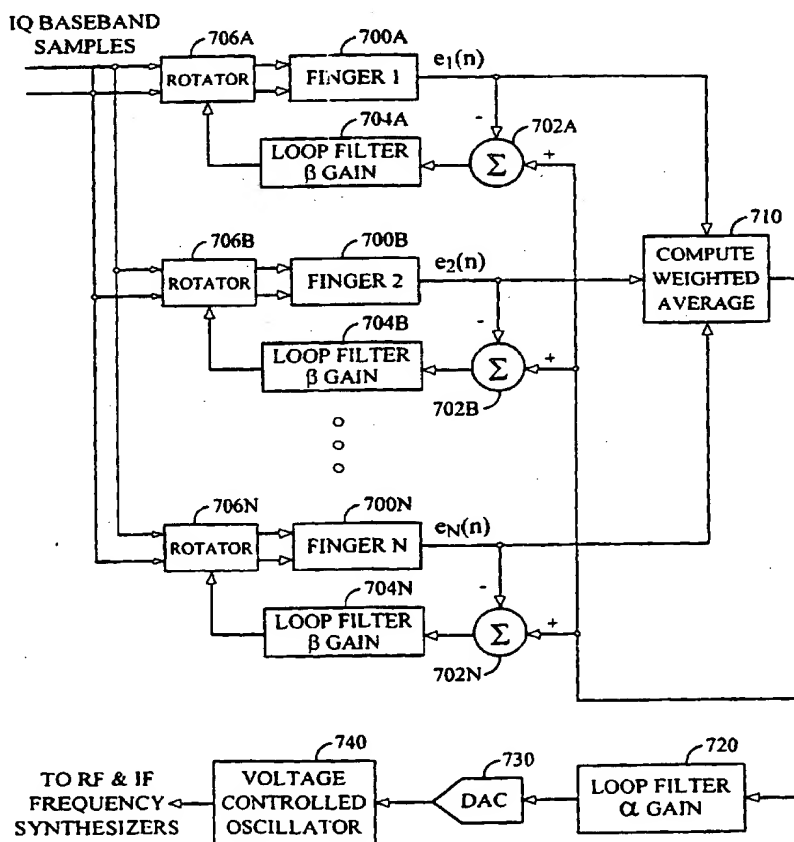 IQ BASEBAND
SAMPLES
706A
700A
ROTATOR
FINGER 1
e1(n)
704A
702A
LOOP FILTER
β GAIN
-
Σ
+
706B
700B
710
ROTATOR
FINGER 2
e2(n)
COMPUTE
WEIGHTED
AVERAGE
704B
LOOP FILTER
β GAIN
-
Σ
+
702B
706N
700N
ROTATOR
FINGER N
eN(n)
704N
LOOP FILTER
β GAIN
-
Σ
+
702N
740
730
720
TO RF & IF
FREQUENCY
SYNTHESIZERS
VOLTAGE
CONTROLLED
OSCILLATOR
DAC
LOOP FILTER
α GAIN